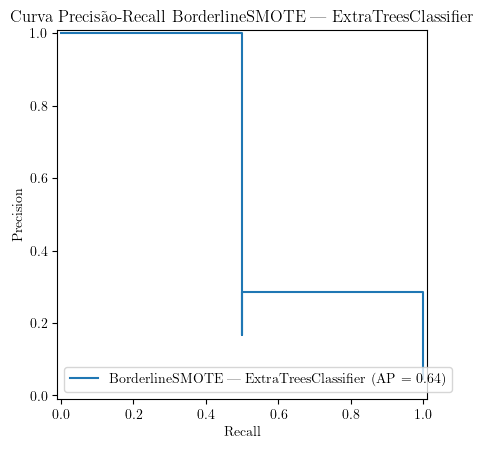 Curva Precisão-Recall BorderlineSMOTE — ExtraTreesClassifier
1.0
0.8
0.6
0.4
0.2
0.0
Precision
BorderlineSMOTE — ExtraTreesClassifier (AP = 0.64)
0.0 0.2 0.4 0.6 0.8 1.0
Recall